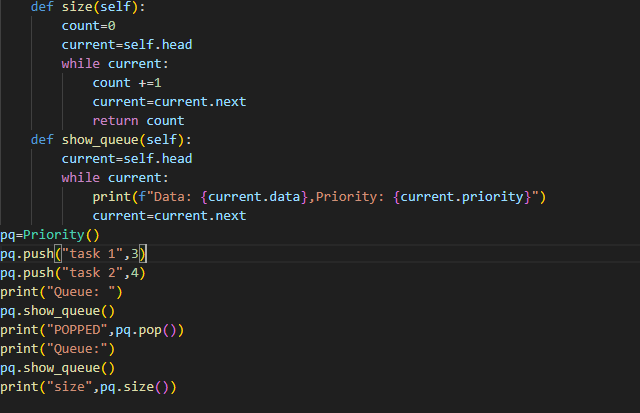 def size(self):
        count=0
        current=self.head
        while current:
            count +=1
            current=current.next
            return count
    def show_queue(self):
        current=self.head
        while current:
            print(f"Data: {current.data},Priority: {current.priority}")
            current=current.next
pq=Priority()
pq.push("task 1",3)
pq.push("task 2",4)
print("Queue: ")
pq.show_queue()
print("POPPED",pq.pop())
print("Queue:")
pq.show_queue()
print("size",pq.size())